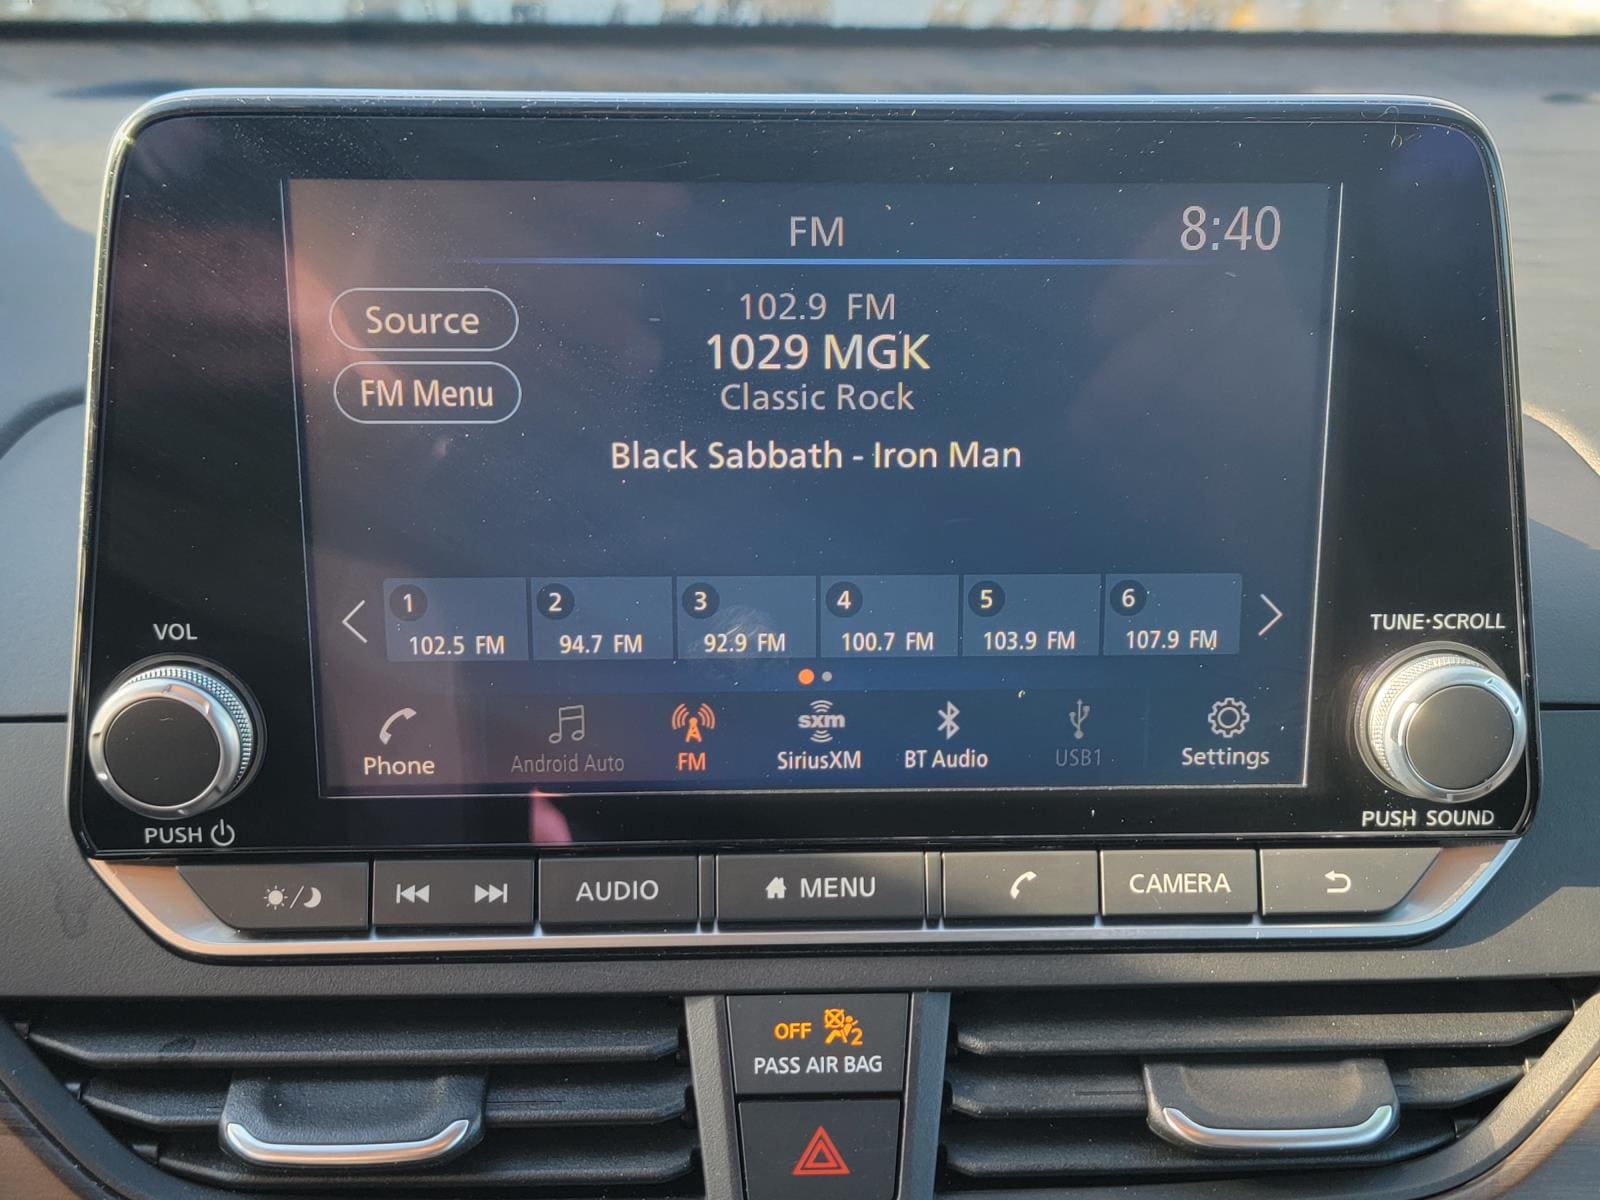 FM
8:40
Source
FM Menu
102.9 FM
1029 MGK
Classic Rock
Black Sabbath - Iron Man
1
102.5 FM
2
94.7 FM
3
92.9 FM
4
100.7 FM
5
103.9 FM
6
107.9 FM
Phone
Android Auto
FM
sxm
SiriusXM
BT Audio
USB1
Settings
VOL
PUSH
TUNE·SCROLL
PUSH SOUND
AUDIO
MENU
CAMERA
OFF 2
PASS AIR BAG